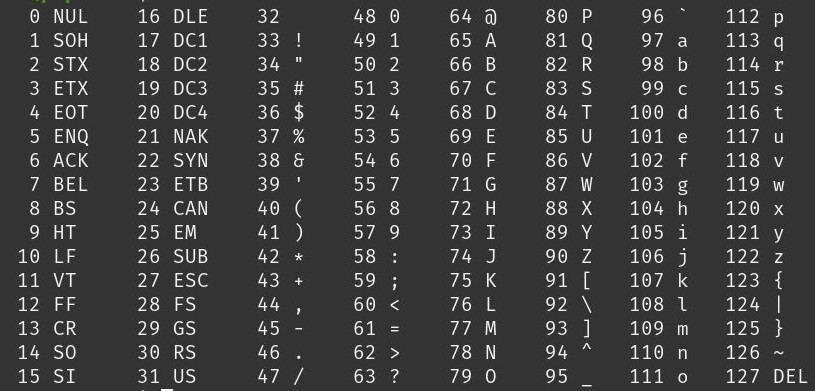 0 NUL 16 DLE 32 48 0 64 @ 80 P 96 ` 112 p
1 SOH 17 DC1 33 ! 49 1 65 A 81 Q 97 a 113 q
2 STX 18 DC2 34 " 50 2 66 B 82 R 98 b 114 r
3 ETX 19 DC3 35 # 51 3 67 C 83 S 99 c 115 s
4 EOT 20 DC4 36 $ 52 4 68 D 84 T 100 d 116 t
5 ENQ 21 NAK 37 % 53 5 69 E 85 U 101 e 117 u
6 ACK 22 SYN 38 & 54 6 70 F 86 V 102 f 118 v
7 BEL 23 ETB 39 ' 55 7 71 G 87 W 103 g 119 w
8 BS 24 CAN 40 ( 56 8 72 H 88 X 104 h 120 x
9 HT 25 EM 41 ) 57 9 73 I 89 Y 105 i 121 y
10 LF 26 SUB 42 * 58 : 74 J 90 Z 106 j 122 z
11 VT 27 ESC 43 + 59 ; 75 K 91 [ 107 k 123 {
12 FF 28 FS 44 , 60 < 76 L 92 \ 108 l 124 |
13 CR 29 GS 45 - 61 = 77 M 93 ] 109 m 125 }
14 SO 30 RS 46 . 62 > 78 N 94 ^ 110 n 126 ~
15 SI 31 US 47 / 63 ? 79 O 95 _ 111 o 127 DEL